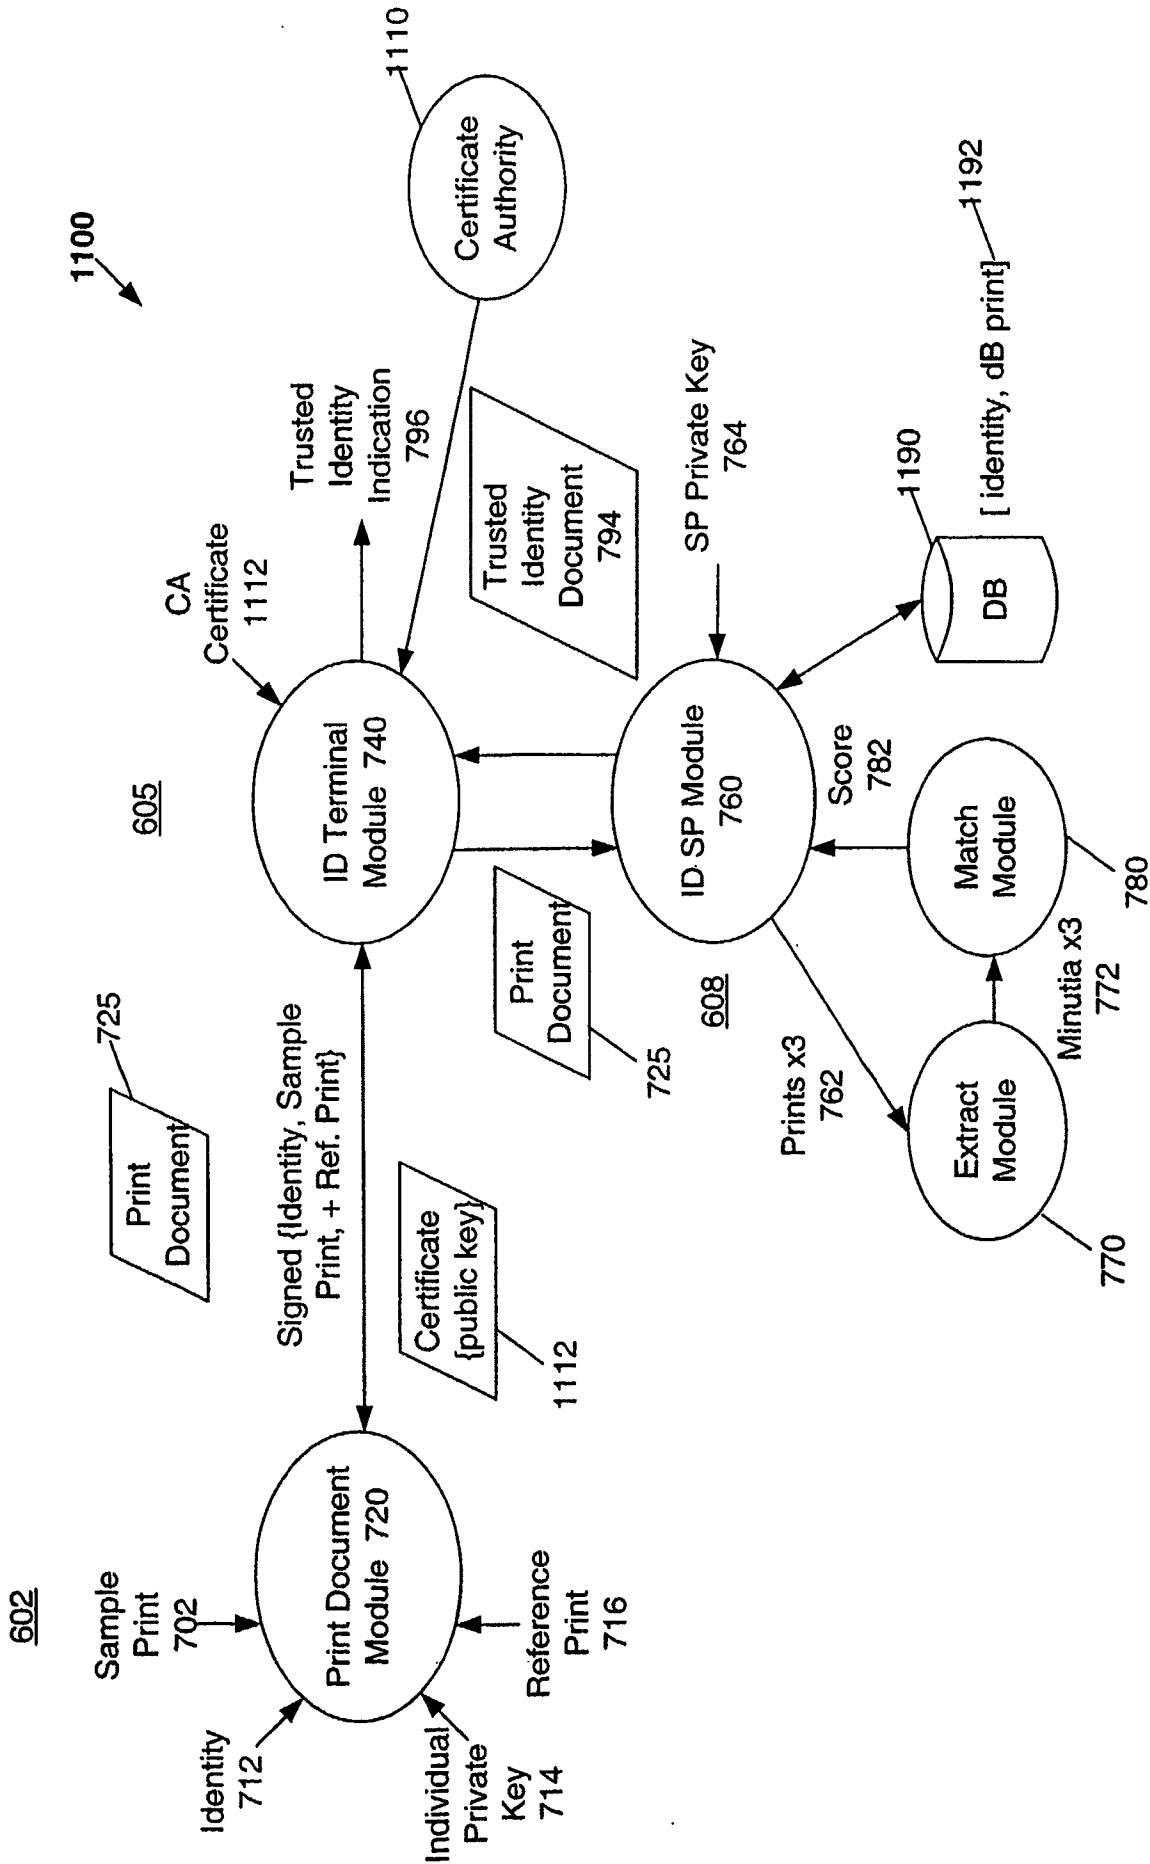 1100
602
605
608
Sample
Print
702
Identity
712
Individual
Private
Key
714
Reference
Print
716
Print Document
Module 720
Print
Document
725
Signed {Identity, Sample
Print, + Ref. Print}
Certificate
{public key}
1112
CA
Certificate
1112
ID Terminal
Module 740
Trusted
Identity
Indication
796
Certificate
Authority
1110
Print
Document
725
Trusted
Identity
Document
794
ID SP Module
760
SP Private Key
764
Prints x3
762
Extract
Module
770
Minutia x3
772
Match
Module
780
Score
782
DB
1190
[ identity, dB print]
1192